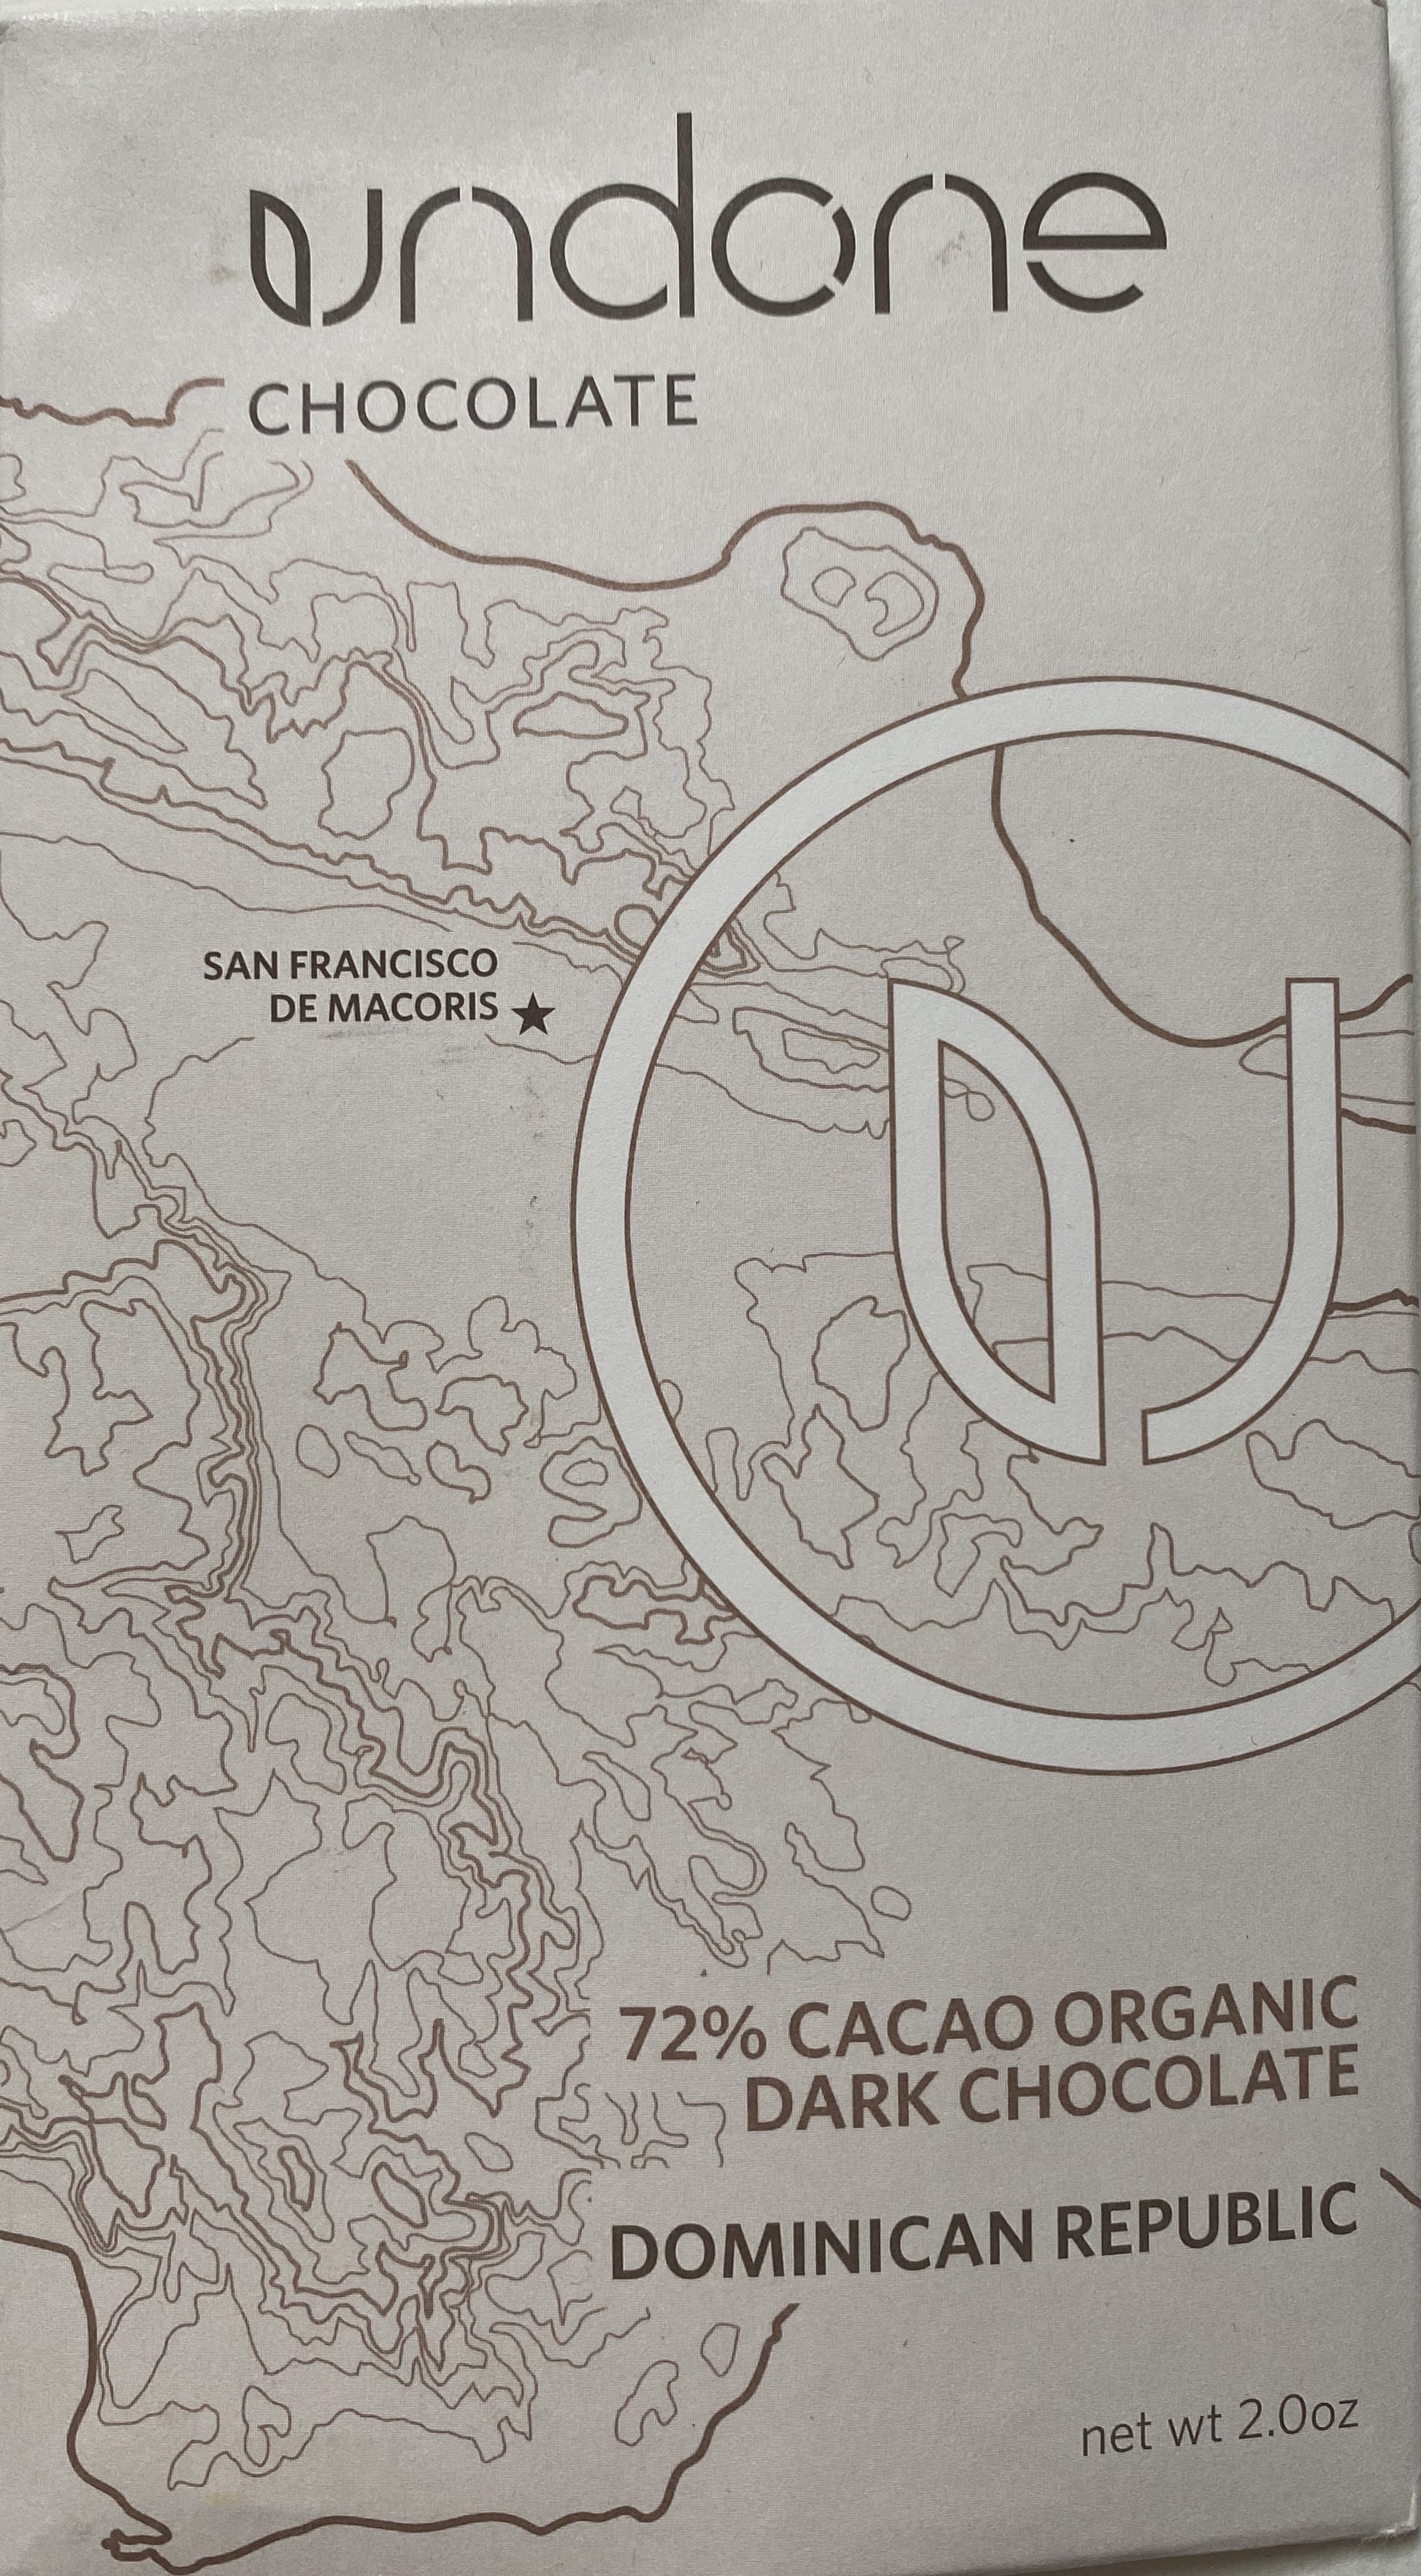 undone
CHOCOLATE
SAN FRANCISCO
DE MACORIS
72% CACAO ORGANIC
DARK CHOCOLATE
DOMINICAN REPUBLIC
net wt 2.0oz